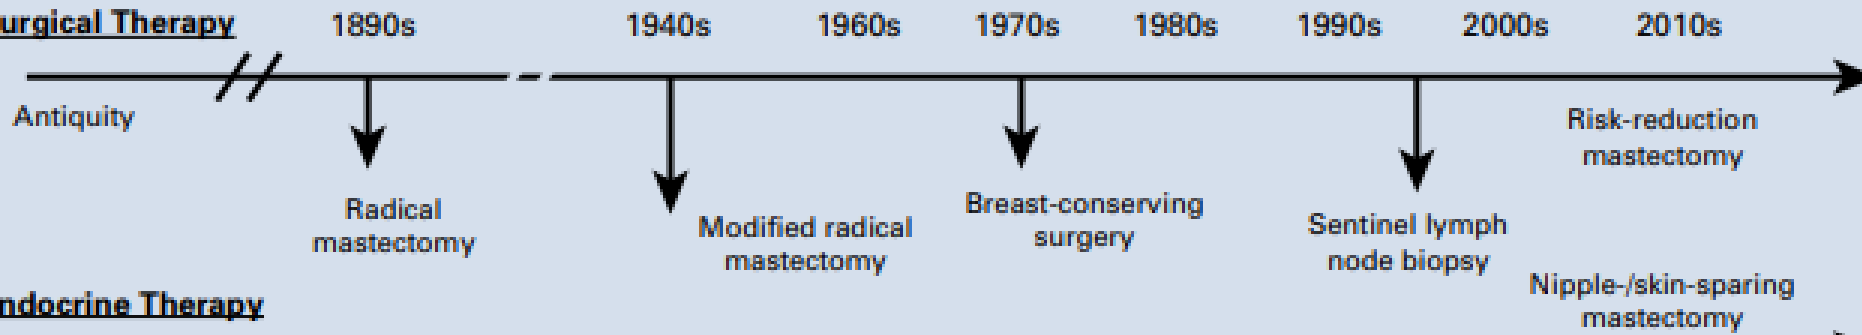 urgical Therapy 1890s 1940s 1960s 1970s 1980s 1990s 2000s 2010s
Antiquity
Radical
mastectomy
Modified radical
mastectomy
Breast-conserving
surgery
Sentinel lymph
node biopsy
Risk-reduction
mastectomy
Nipple-/skin-sparing
mastectomy
ndocrine Therapy